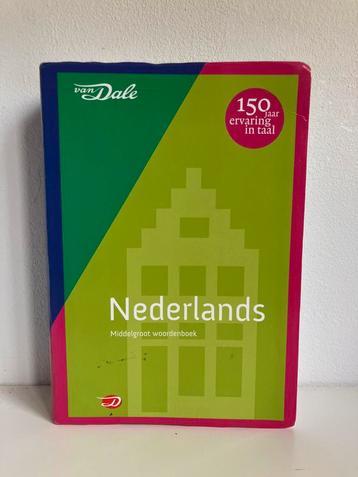 van Dale
150
jaar
ervaring
in taal
Nederlands
Middelgroot woordenboek
D